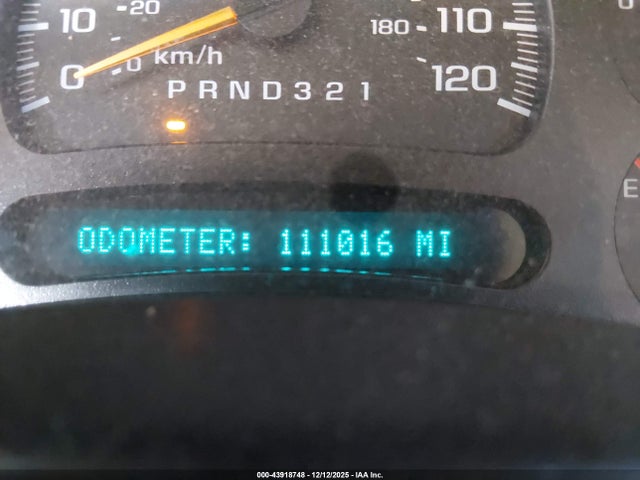 10 20 180 110
0 0 km/h 120
PRND321
E
ODOMETER: 111016 MI
000-43918748 - 12/12/2025 - IAA Inc.